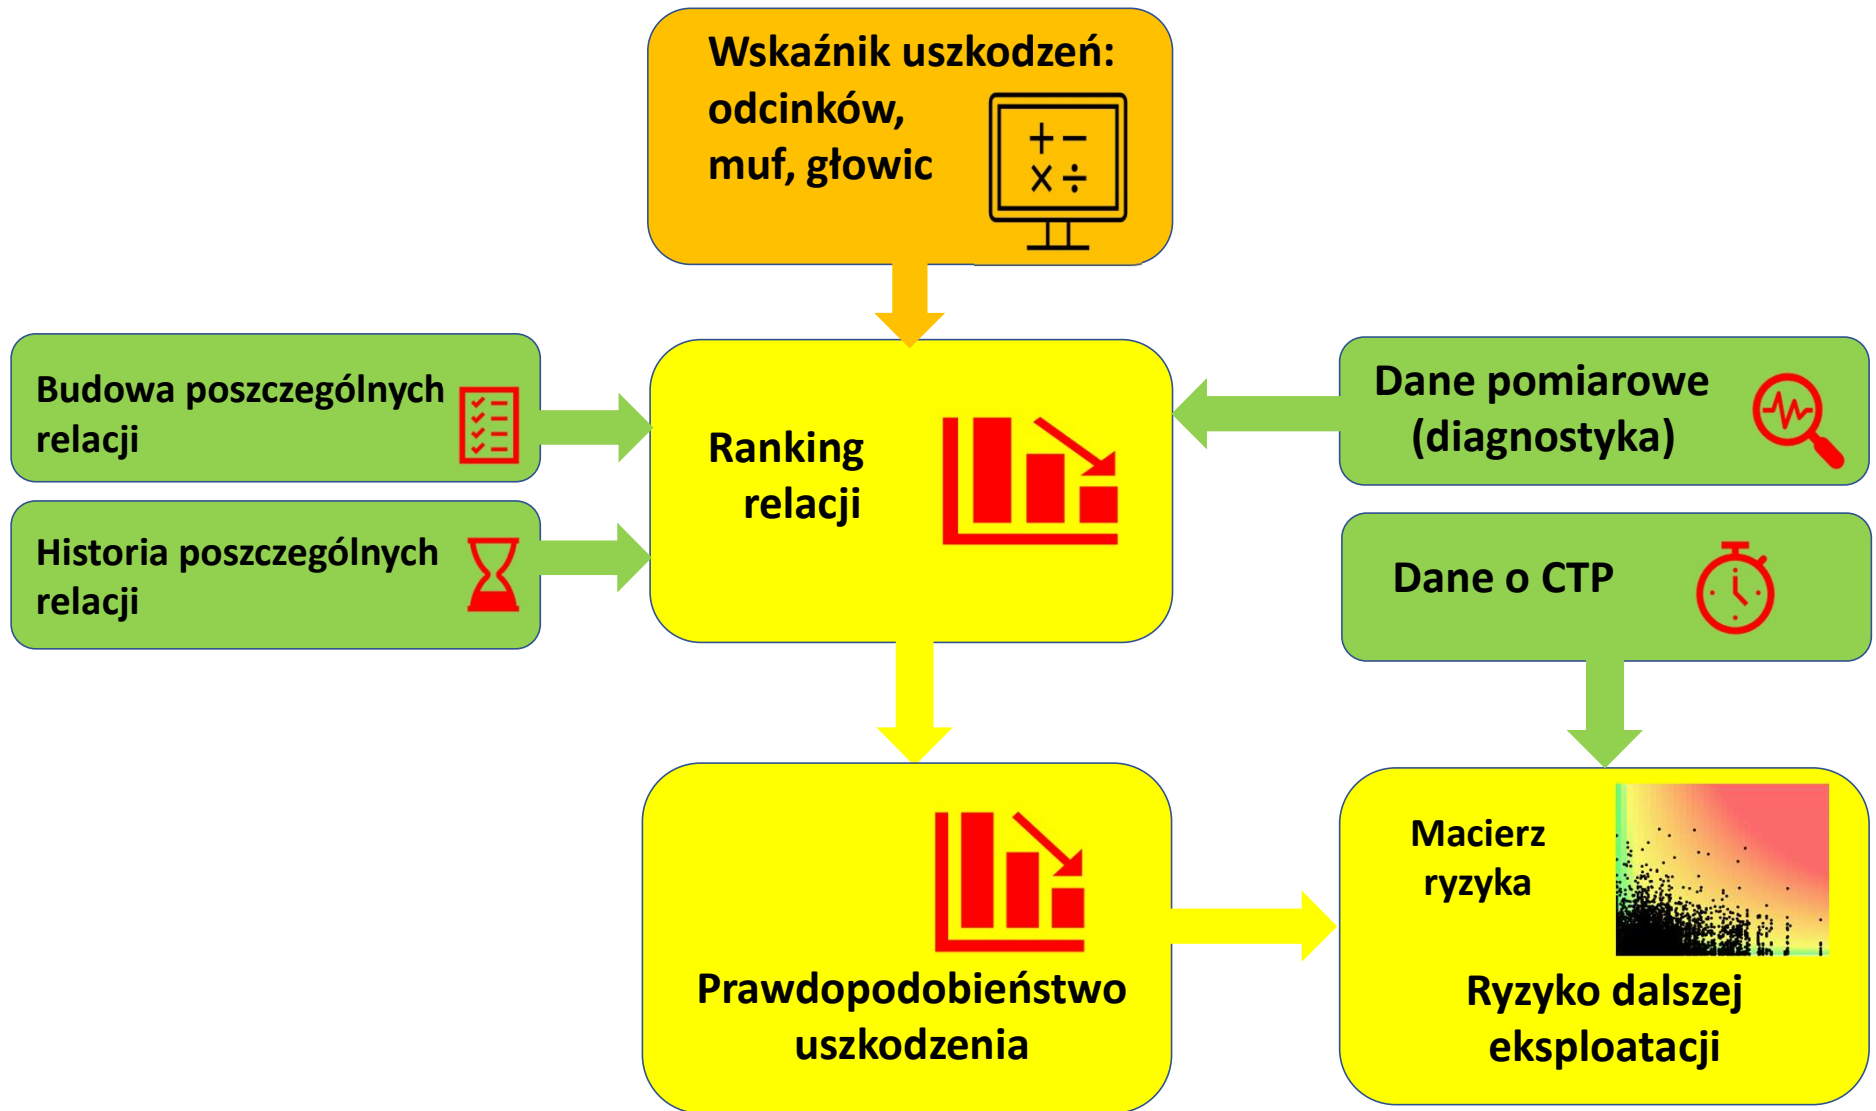 Wskaźnik uszkodzeń:
odcinków,
muf, głowic
Budowa poszczególnych
relacji
Historia poszczególnych
relacji
Ranking
relacji
Dane pomiarowe
(diagnostyka)
Dane o CTP
Prawdopodobieństwo
uszkodzenia
Macierz
ryzyka
Ryzyko dalszej
eksploatacji